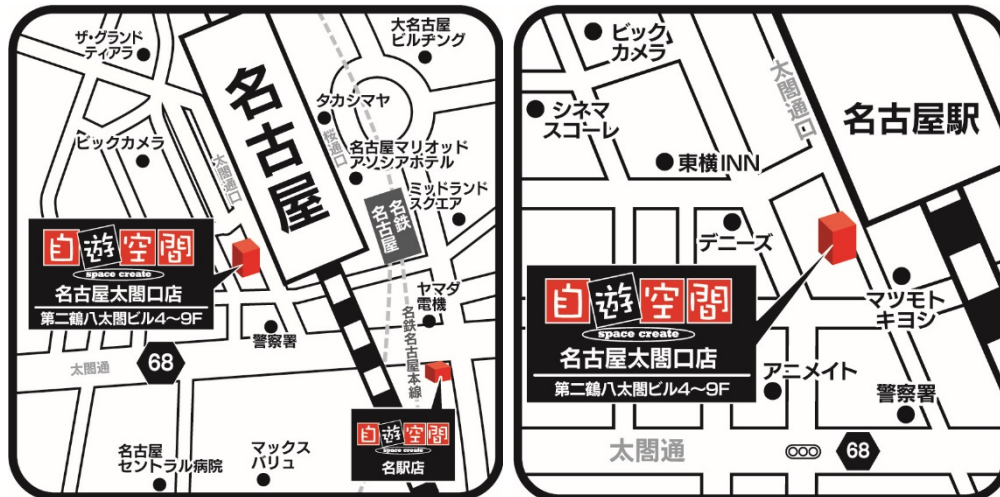 ザ・グランド
ティアラ
大名古屋
ビルヂング
名古屋
タカシマヤ
桜通口
ビックカメラ
太閤通口
名古屋マリオッド
アソシアホテル
ミッドランド
スクエア
名鉄
名古屋
自遊空間
space create
名古屋太閤口店
第二鶴八太閤ビル4〜9F
ヤマダ
電機
警察署
名鉄名古屋本線
太閤通
68
自遊空間
space create
名駅店
名古屋
セントラル病院
マックス
バリュ
ビック
カメラ
太閤通口
シネマ
スコーレ
名古屋駅
東横INN
デニーズ
自遊空間
space create
名古屋太閤口店
第二鶴八太閤ビル4〜9F
マツモト
キヨシ
アニメイト
警察署
太閤通
68